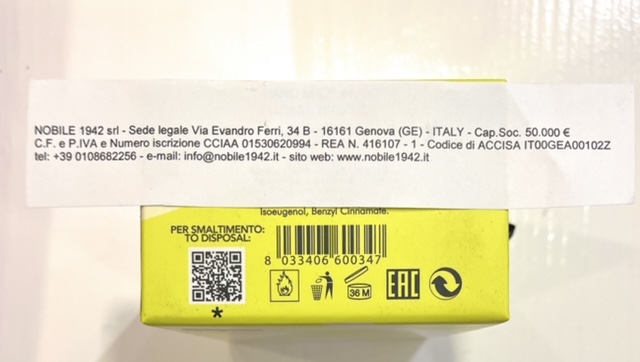 NOBILE 1942 srl - Sede legale Via Evandro Ferri, 34 B - 16161 Genova (GE) - ITALY - Cap.Soc. 50.000 €
C.F. e P.IVA e Numero iscrizione CCIAA 01530620994 - REA N. 416107 - 1 - Codice di ACCISA IT00GEA00102Z
tel: +39 0108682256 - e-mail: info@nobile1942.it - sito web: www.nobile1942.it
Isoeugenol, Benzyl Cinnamate.
PER SMALTIMENTO:
TO DISPOSAL:
8 033406 600347
36 M
EAC
*